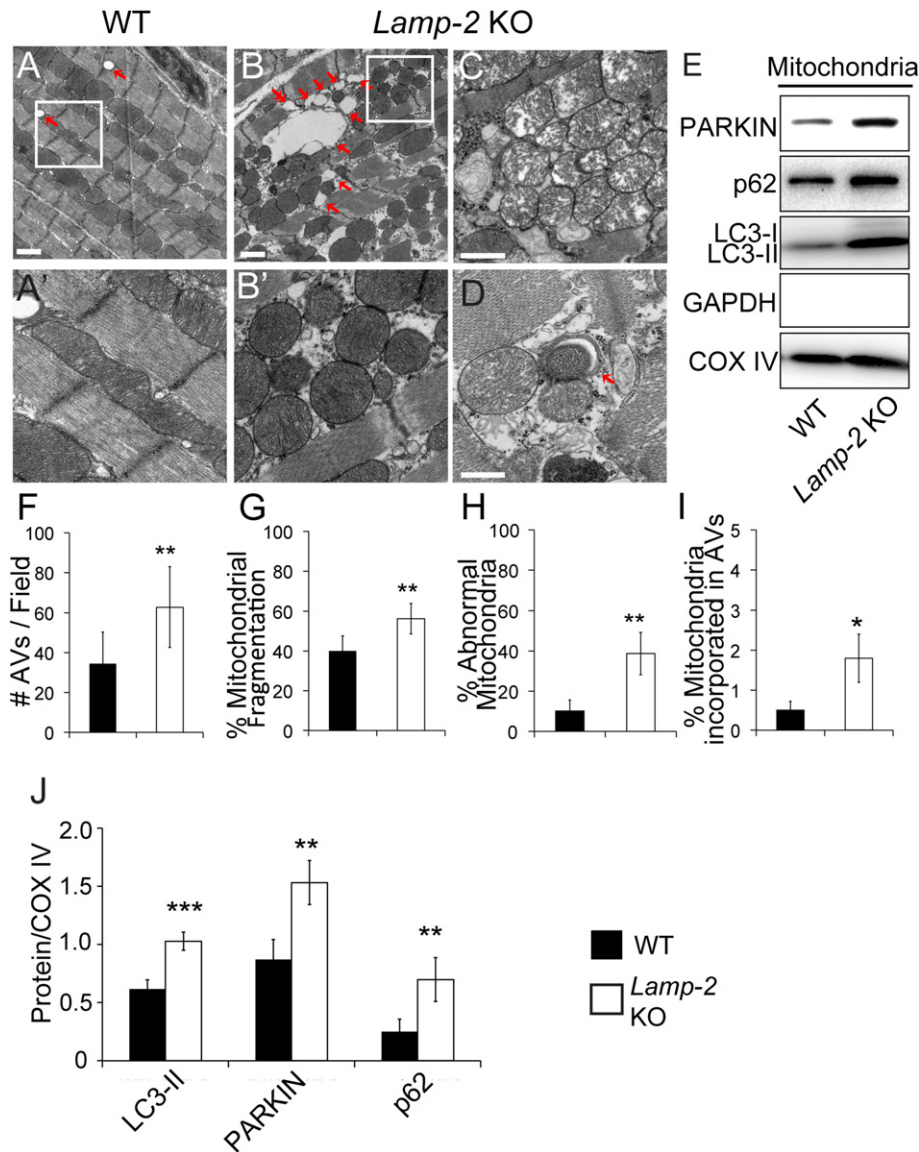 WT
Lamp-2 KO
A
B
C
A'
B'
D
E
Mitochondria
PARKIN
p62
LC3-I
LC3-II
GAPDH
COX IV
WT
Lamp-2 KO
F
# AVs / Field
100
80
60
40
20
0
**
G
% Mitochondrial
Fragmentation
100
80
60
40
20
0
**
H
% Abnormal
Mitochondria
100
80
60
40
20
0
**
I
% Mitochondria
incorporated in AVs
5
4
3
2
1
0
*
J
Protein/COX IV
2.0
1.5
1.0
0.5
0
***
**
**
LC3-II
PARKIN
p62
WT
Lamp-2
KO